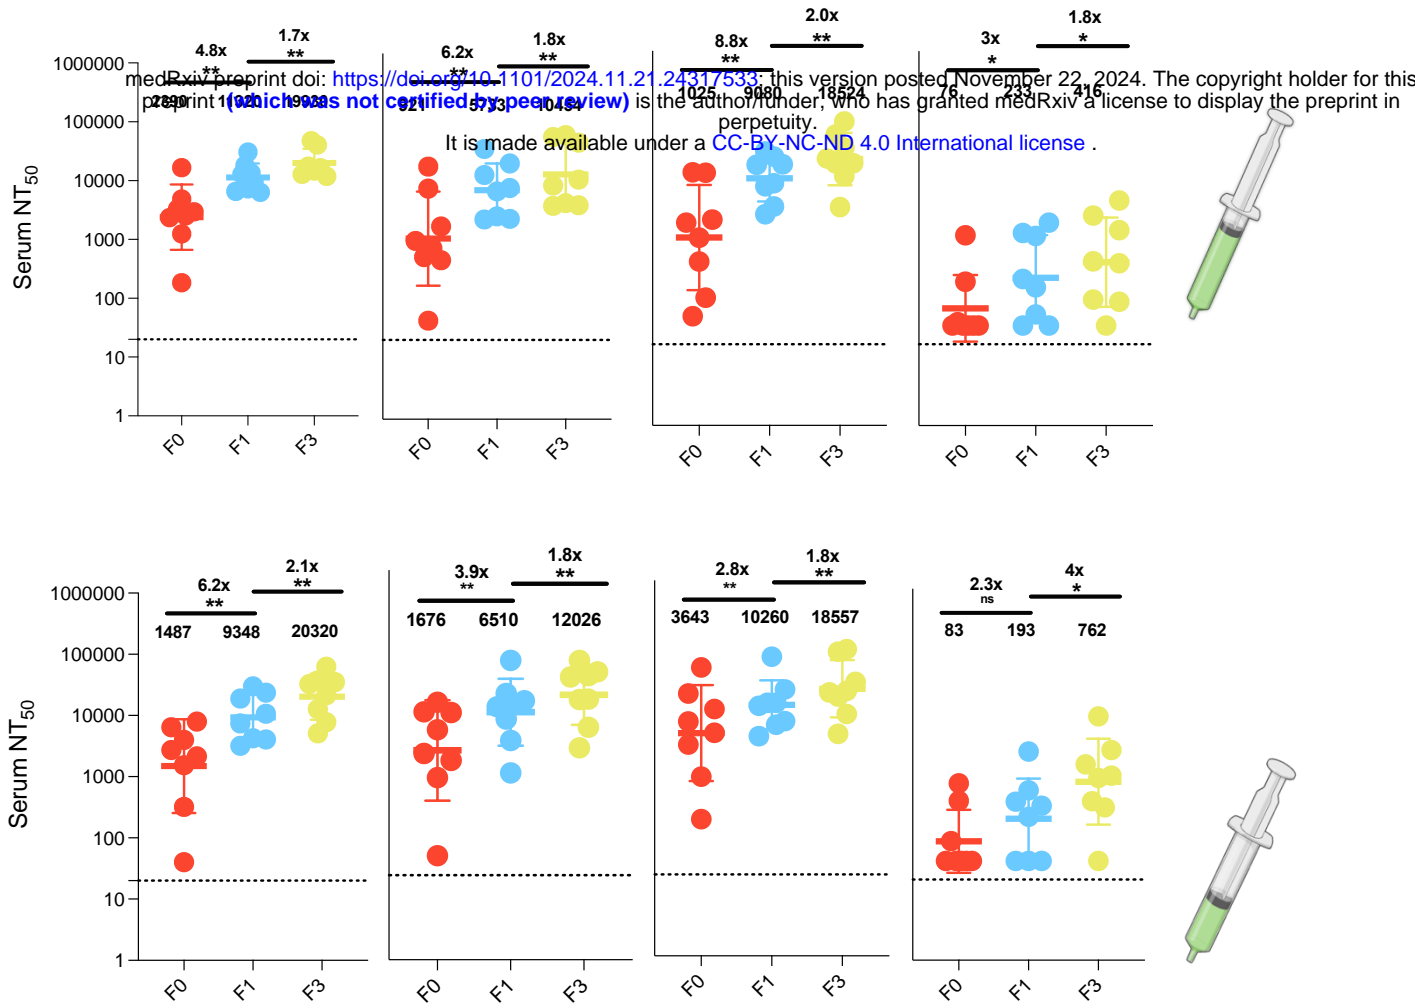 4.8x 1.7x
** **
6.2x 1.8x
** **
8.8x 2.0x
** **
3x 1.8x
* *
medRxiv preprint doi: https://doi.org/10.1101/2024.11.21.24317533; this version posted November 22, 2024. The copyright holder for this
preprint (which was not certified by peer review) is the author/funder, who has granted medRxiv a license to display the preprint in
perpetuity.
It is made available under a CC-BY-NC-ND 4.0 International license .
2390 11320
921 5733 10454
1025 9080 18524
76 233 416
Serum NT50
1000000
100000
10000
1000
100
10
1
F0 F1 F3
F0 F1 F3
F0 F1 F3
F0 F1 F3
6.2x 2.1x
** **
1487 9348 20320
3.9x 1.8x
** **
1676 6510 12026
2.8x 1.8x
** **
3643 10260 18557
2.3x 4x
ns *
83 193 762
Serum NT50
1000000
100000
10000
1000
100
10
1
F0 F1 F3
F0 F1 F3
F0 F1 F3
F0 F1 F3